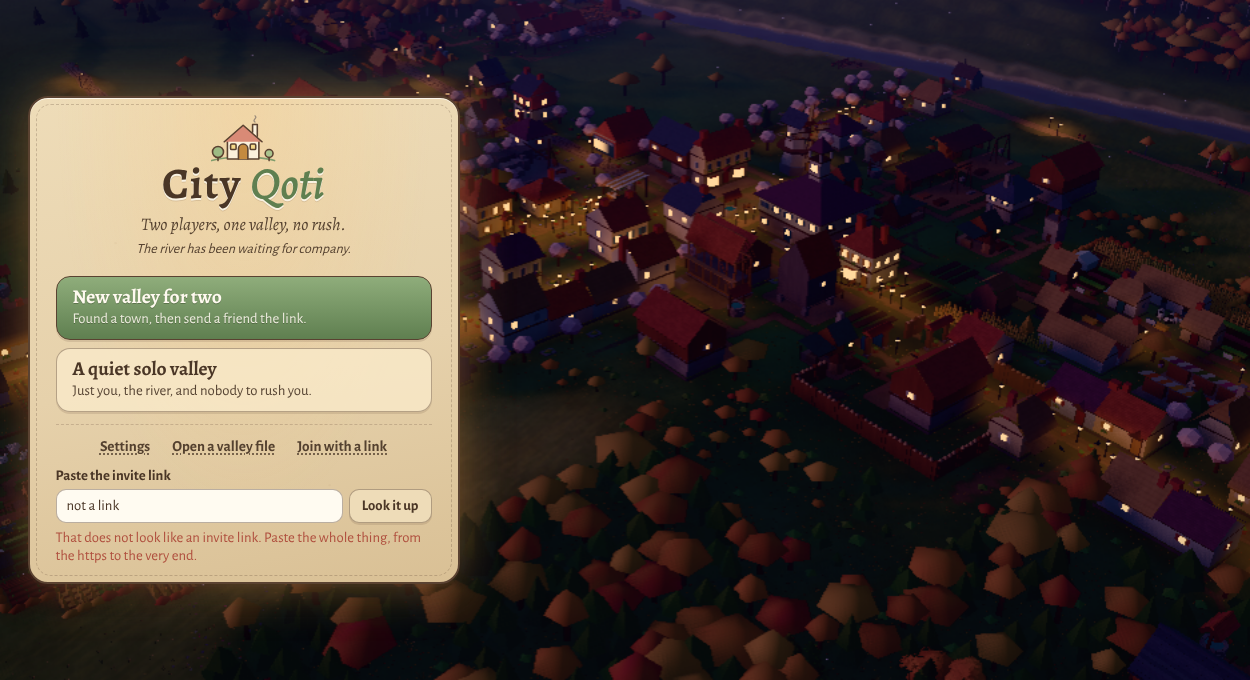 City Qoti
Two players, one valley, no rush.
The river has been waiting for company.
New valley for two
Found a town, then send a friend the link.
A quiet solo valley
Just you, the river, and nobody to rush you.
Settings Open a valley file Join with a link
Paste the invite link
not a link Look it up
That does not look like an invite link. Paste the whole thing, from
the https to the very end.